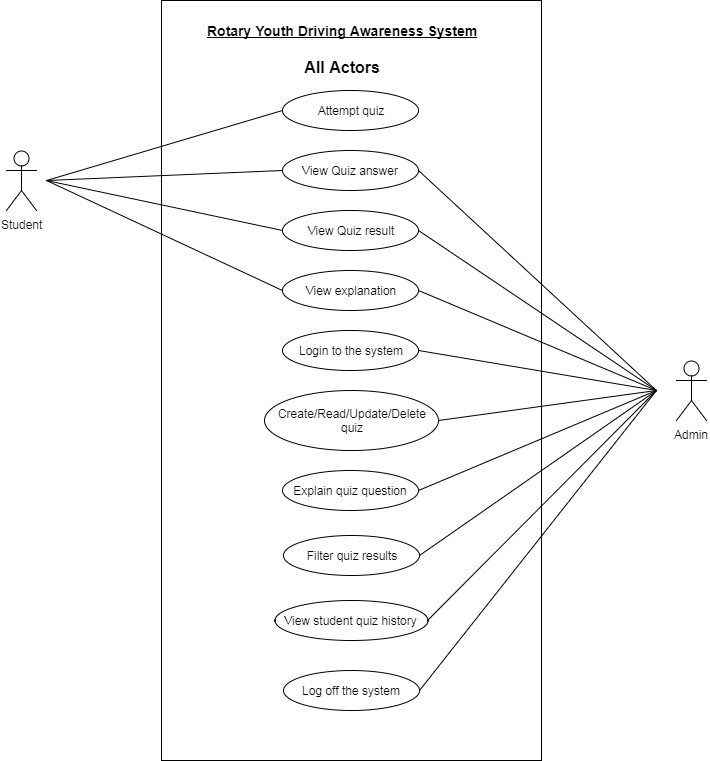 Rotary Youth Driving Awareness System
All Actors
Attempt quiz
View Quiz answer
Student
View Quiz result
View explanation
Login to the system
Create/Read/Update/Delete
quiz
Admin
Explain quiz question
Filter quiz results
View student quiz history
Log off the system